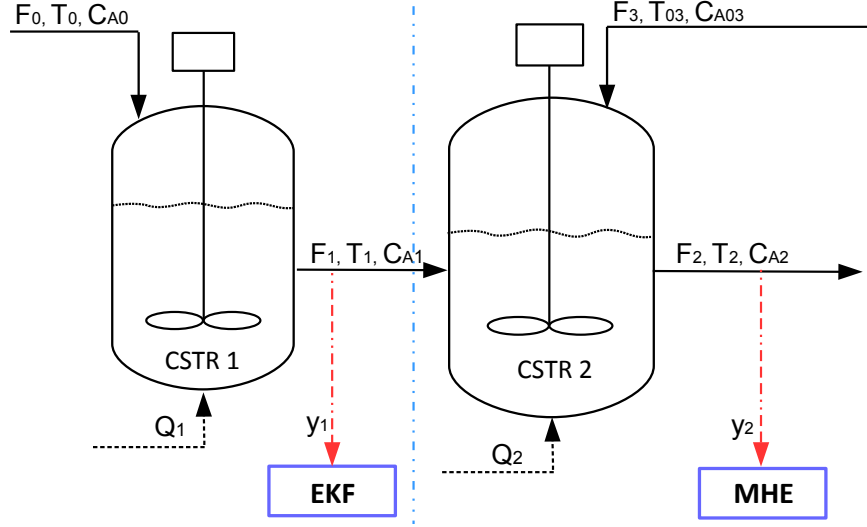 F0, T0, CA0
F3, T03, CA03
F1, T1, CA1
F2, T2, CA2
CSTR 1
CSTR 2
Q1
y1
Q2
y2
EKF
MHE